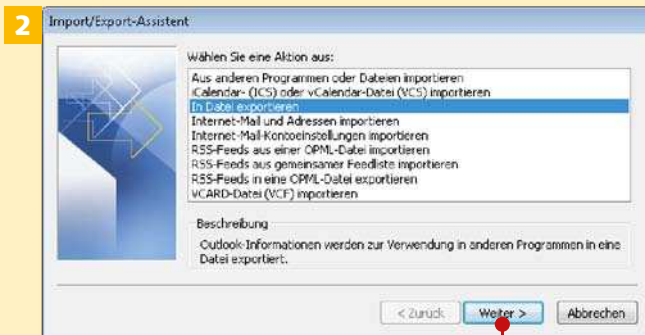 2
Import/Export-Assistent
Wählen Sie eine Aktion aus:
Aus anderen Programmen oder Dateien importieren
iCalendar- (ICS) oder vCalendar-Datei (VCS) importieren
In Datei exportieren
Internet-Mail und Adressen importieren
Internet-Mail-Kontoeinstellungen importieren
RSS-Feeds aus einer OPML-Datei importieren
RSS-Feeds aus gemeinsamer Feedliste importieren
RSS-Feeds in eine OPML-Datei exportieren
VCARD-Datei (VCF) importieren
Beschreibung
Outlook-Informationen werden zur Verwendung in anderen Programmen in eine
Datei exportiert.
< Zurück Weiter > Abbrechen